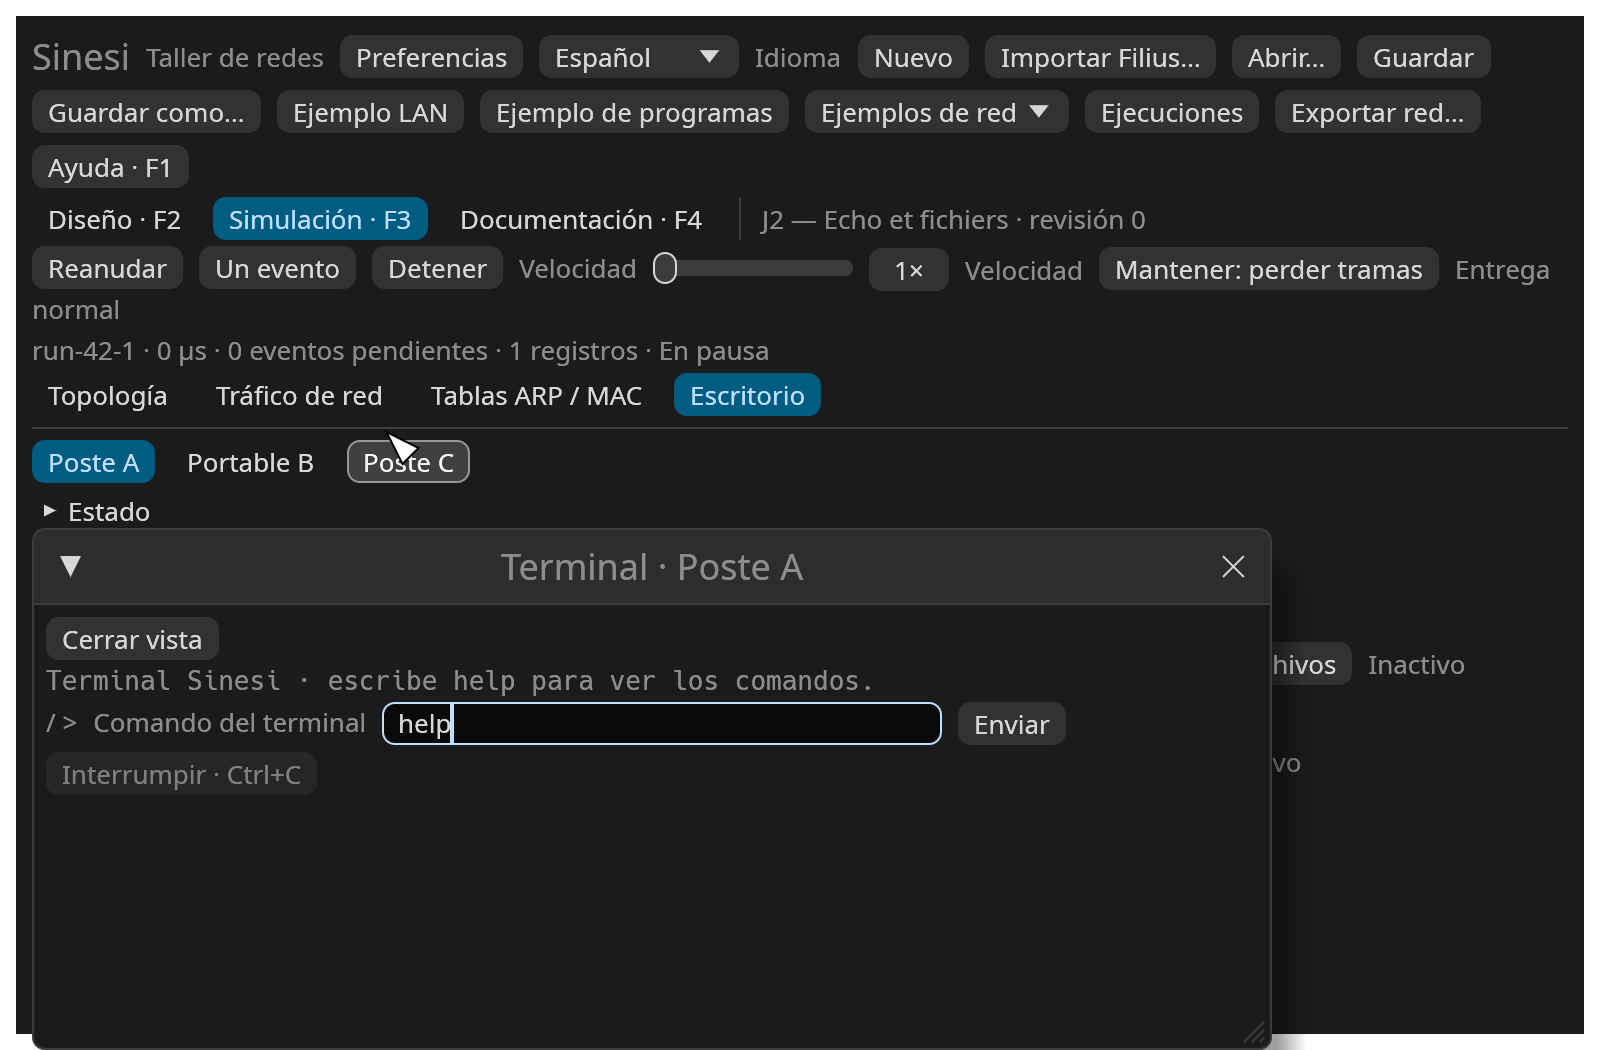 Sinesi Taller de redes Preferencias Español Idioma Nuevo Importar Filius... Abrir... Guardar
Guardar como... Ejemplo LAN Ejemplo de programas Ejemplos de red Ejecuciones Exportar red...
Ayuda · F1
Diseño · F2 Simulación · F3 Documentación · F4 J2 — Echo et fichiers · revisión 0
Reanudar Un evento Detener Velocidad 1× Velocidad Mantener: perder tramas Entrega
normal
run-42-1 · 0 µs · 0 eventos pendientes · 1 registros · En pausa
Topología Tráfico de red Tablas ARP / MAC Escritorio
Poste A Portable B Poste C
Estado
Terminal · Poste A
Cerrar vista
hivos Inactivo
Terminal Sinesi · escribe help para ver los comandos.
/ > Comando del terminal help Enviar
vo
Interrumpir · Ctrl+C